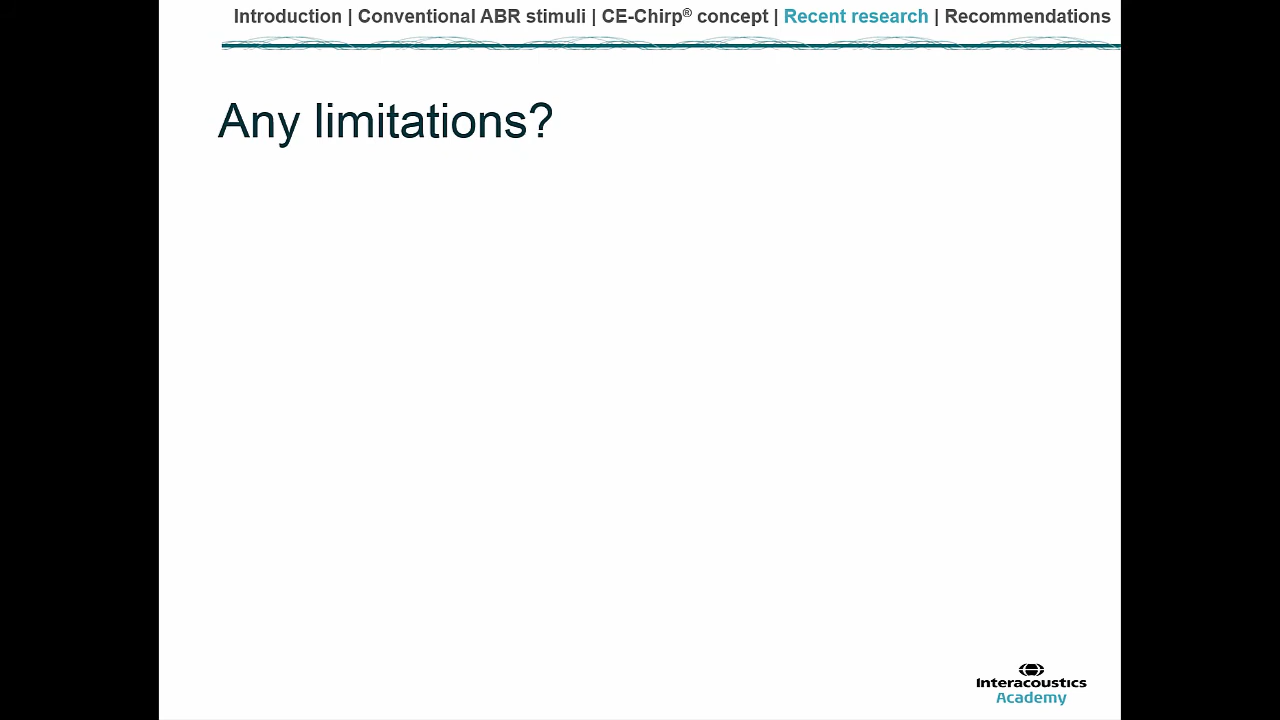 Introduction | Conventional ABR stimuli | CE-Chirp® concept | Recent research | Recommendations
Any limitations?
Interacoustics
Academy